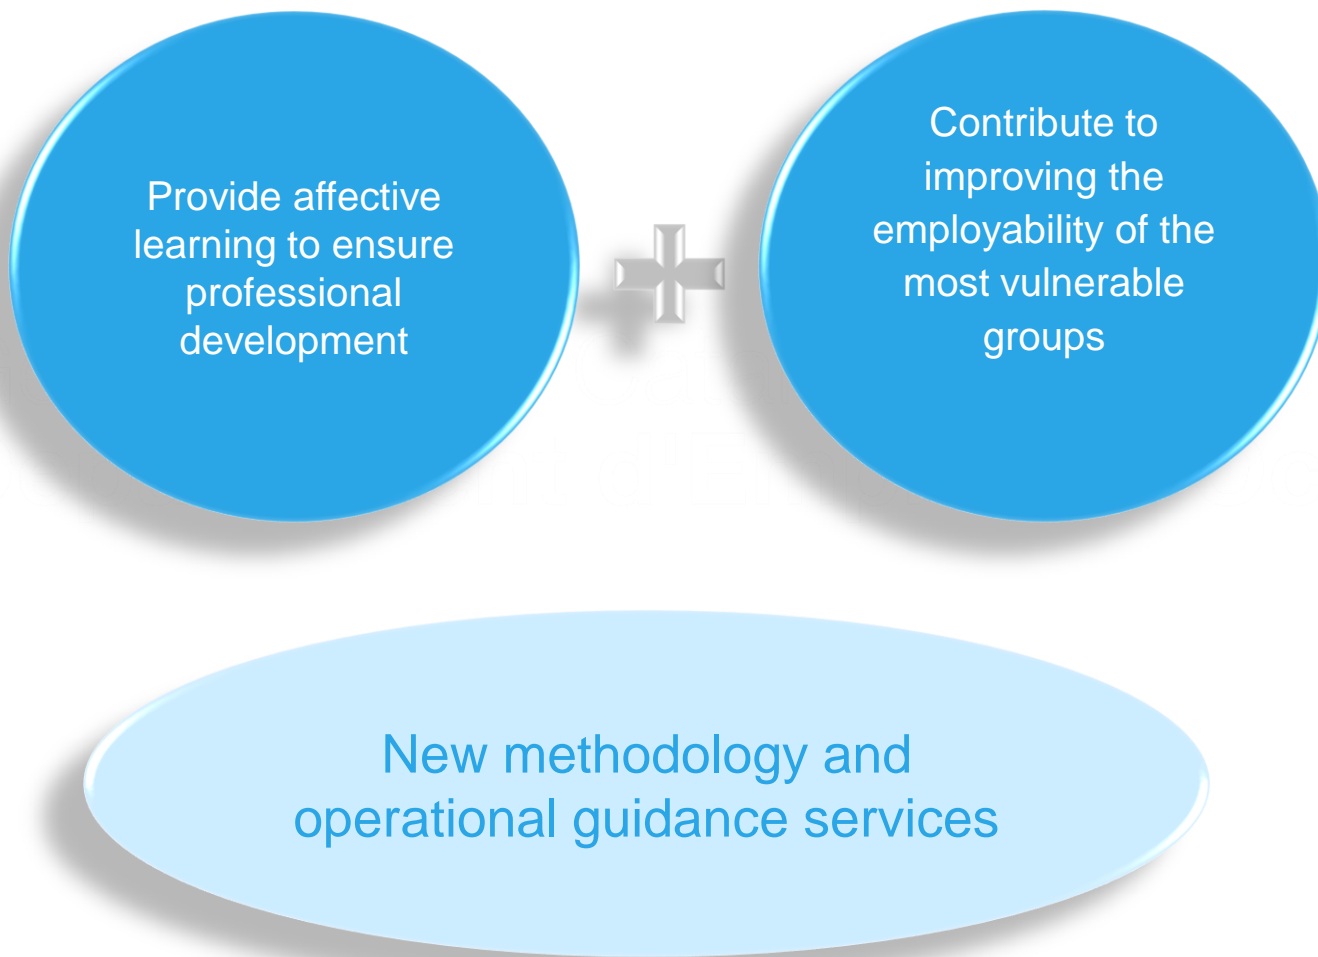 Provide affective
learning to ensure
professional
development
Contribute to
improving the
employability of the
most vulnerable
groups
New methodology and
operational guidance services